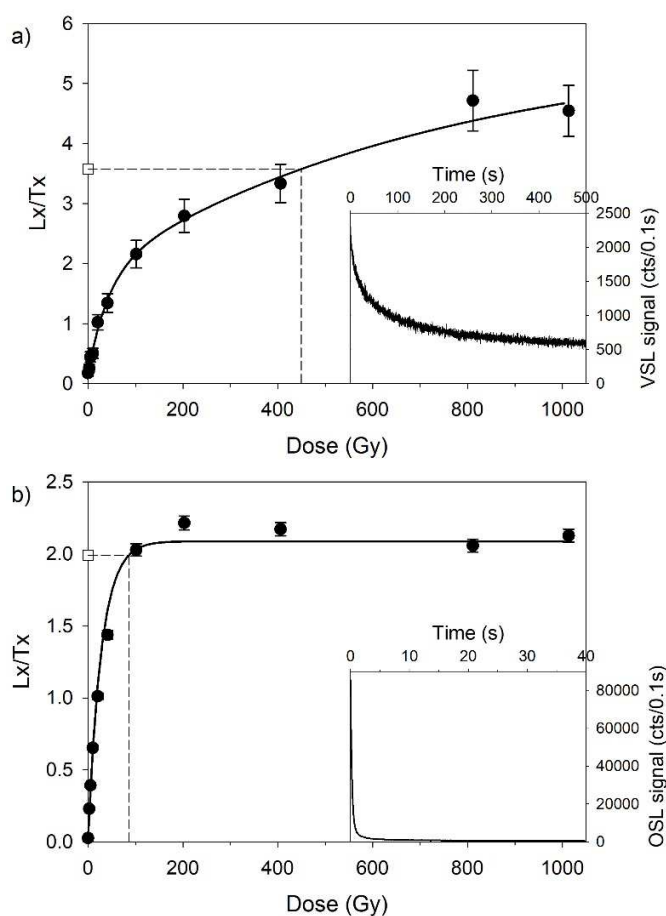 a)
6
5
4
3
2
1
0
Lx/Tx
0 200 400 600 800 1000
Dose (Gy)
Time (s)
0 100 200 300 400 500
2500
2000
1500
1000
500
0
VSL signal (cts/0.1s)
b)
2.5
2.0
1.5
1.0
0.5
0.0
Lx/Tx
0 200 400 600 800 1000
Dose (Gy)
Time (s)
0 10 20 30 40
80000
60000
40000
20000
0
OSL signal (cts/0.1s)